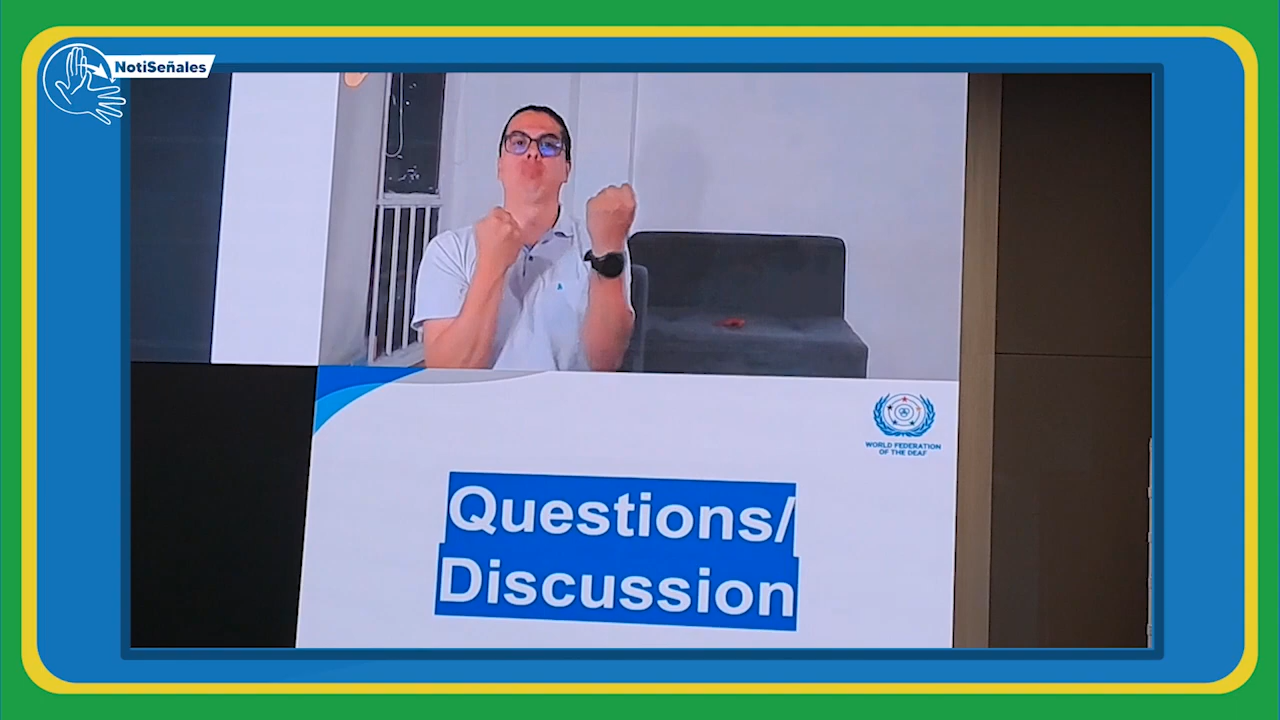 NotiSeñales
WORLD FEDERATION
OF THE DEAF
Questions/
Discussion